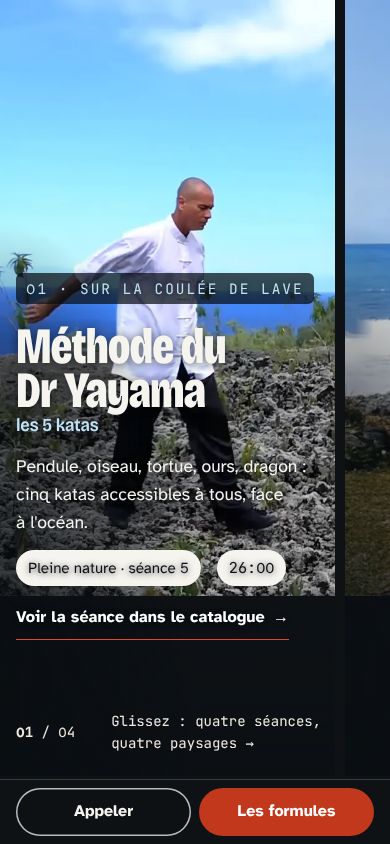 01 · SUR LA COULÉE DE LAVE
Méthode du
Dr Yayama
les 5 katas
Pendule, oiseau, tortue, ours, dragon :
cinq katas accessibles à tous, face
à l'océan.
Pleine nature · séance 5
26:00
Voir la séance dans le catalogue →
01 / 04
Glissez : quatre séances,
quatre paysages →
Appeler
Les formules